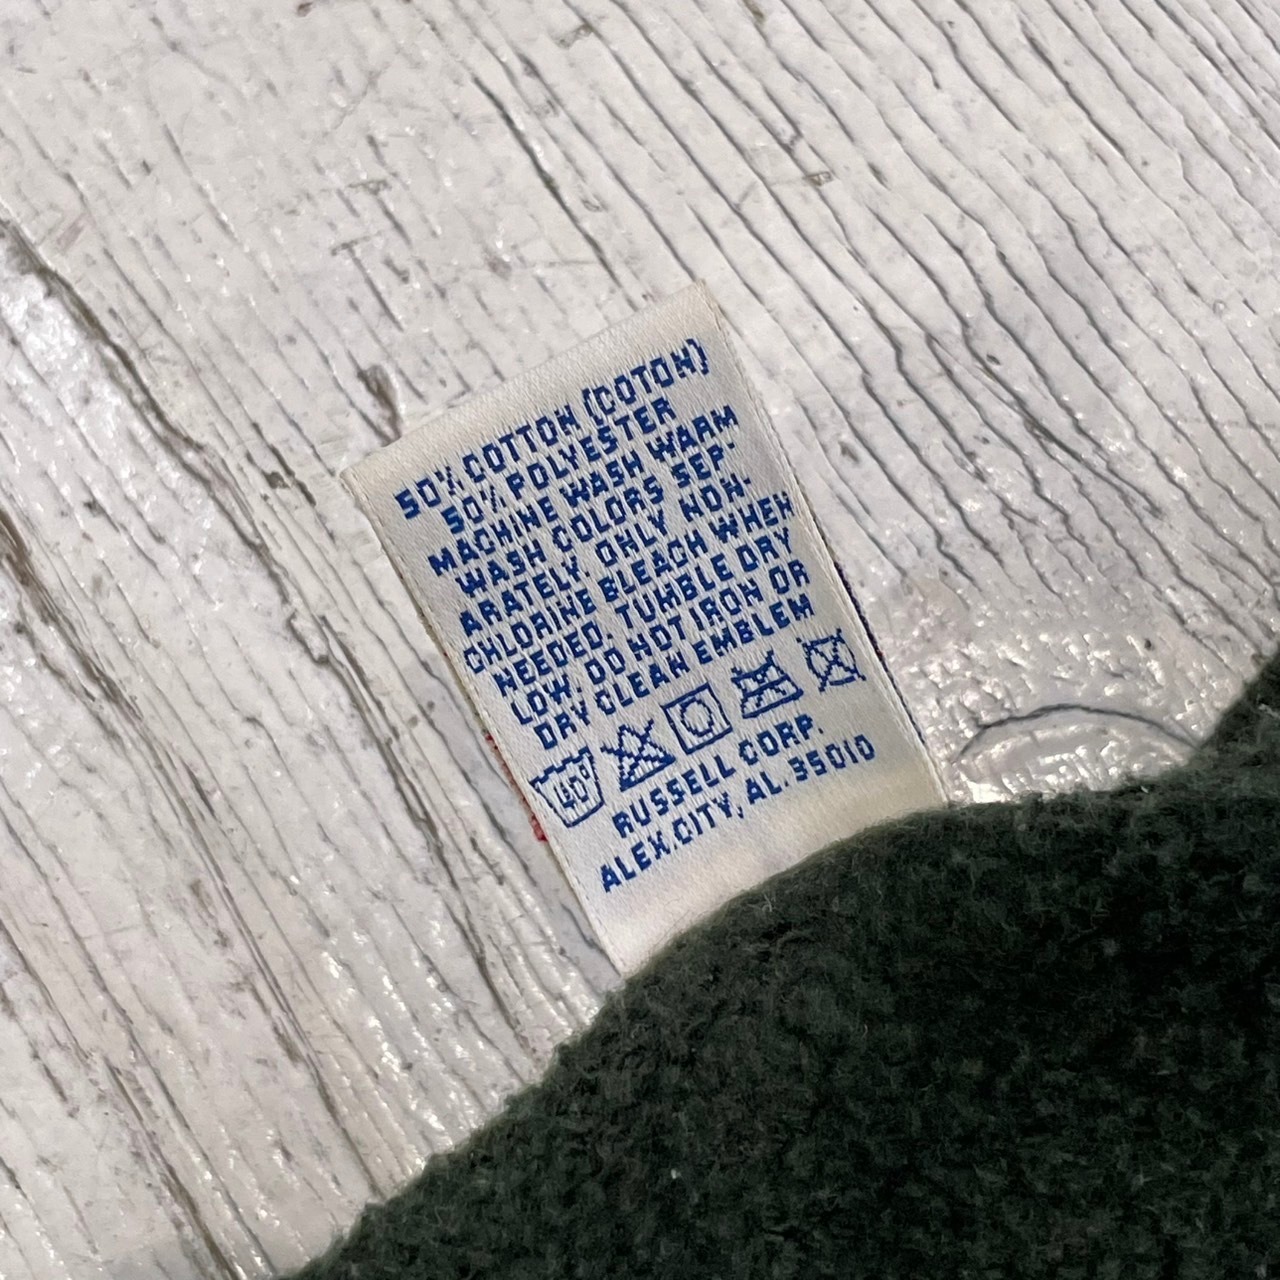 50% COTTON (COTON)
50% POLYESTER
MACHINE WASH WARM
WASH COLORS SEP-
ARATELY. ONLY NON-
CHLORINE BLEACH WHEN
NEEDED. TUMBLE DRY
LOW. DO NOT IRON OR
DRY CLEAN EMBLEM
40°
RUSSELL CORP.
ALEX. CITY, AL. 35010